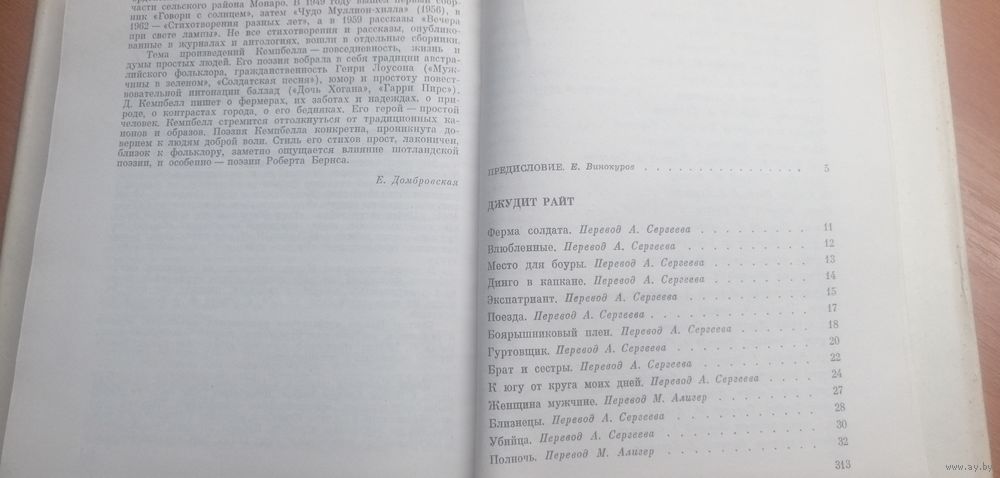 части сельского района Монаро. В 1949 году вышел первый сбор-
ник «Говори с солнцем», затем «Чудо Муллион-хилла» (1956), в
1962 — «Стихотворения разных лет», а в 1959 рассказы «Вечера
при свете лампы». Не все стихотворения и рассказы, опублико-
ванные в журналах и антологиях, вошли в отдельные сборники.
Тема произведений Кемпбелла — повседневность, жизнь и
думы простых людей. Его поэзия вобрала в себя традиции австра-
лийского фольклора, гражданственность Генри Лоусона («Муж-
чины в зеленом», «Солдатская песня»), юмор и простоту повест-
вовательной интонации баллад («Дочь Хогана», «Гарри Пирс»).
Д. Кемпбелл пишет о фермерах, их заботах и надеждах, о при-
роде, о контрастах города, о его бедняках. Его герой — простой
человек. Кемпбелл стремится оттолкнуться от традиционных ка-
нонов и образов. Поэзия Кемпбелла конкретна, проникнута до-
верием к людям доброй воли. Стиль его стихов прост, лаконичен,
близок к фольклору, заметно ощущается влияние шотландской
поэзии, и особенно — поэзии Роберта Бернса.
Е. Домбровская
ПРЕДИСЛОВИЕ. Е. Винокуров . . . . . . . . . . . . . . 5
ДЖУДИТ РАЙТ
Ферма солдата. Перевод А. Сергеева . . . . . . . . . 11
Влюбленные. Перевод А. Сергеева . . . . . . . . . . 12
Место для боуры. Перевод А. Сергеева . . . . . . . . 13
Динго в капкане. Перевод А. Сергеева . . . . . . . . 14
Экспатриант. Перевод А. Сергеева . . . . . . . . . . 15
Поезда. Перевод А. Сергеева . . . . . . . . . . . . 17
Боярышниковый плен. Перевод А. Сергеева . . . . . . 18
Гуртовщик. Перевод А. Сергеева . . . . . . . . . . 20
Брат и сестры. Перевод А. Сергеева . . . . . . . . . 22
К югу от круга моих дней. Перевод А. Сергеева . . . . 24
Женщина мужчине. Перевод М. Алигер . . . . . . . . 27
Близнецы. Перевод А. Сергеева . . . . . . . . . . . 28
Убийца. Перевод А. Сергеева . . . . . . . . . . . . 30
Полночь. Перевод М. Алигер . . . . . . . . . . . . 32
313
www.ay.by